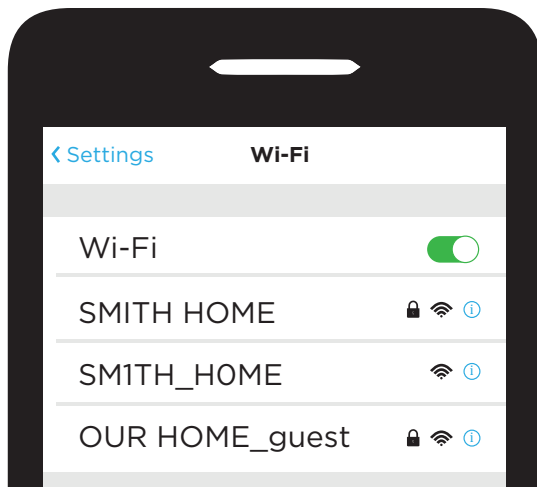 Settings Wi-Fi
Wi-Fi
SMITH HOME
SM1TH_H0ME
OUR HOME_guest